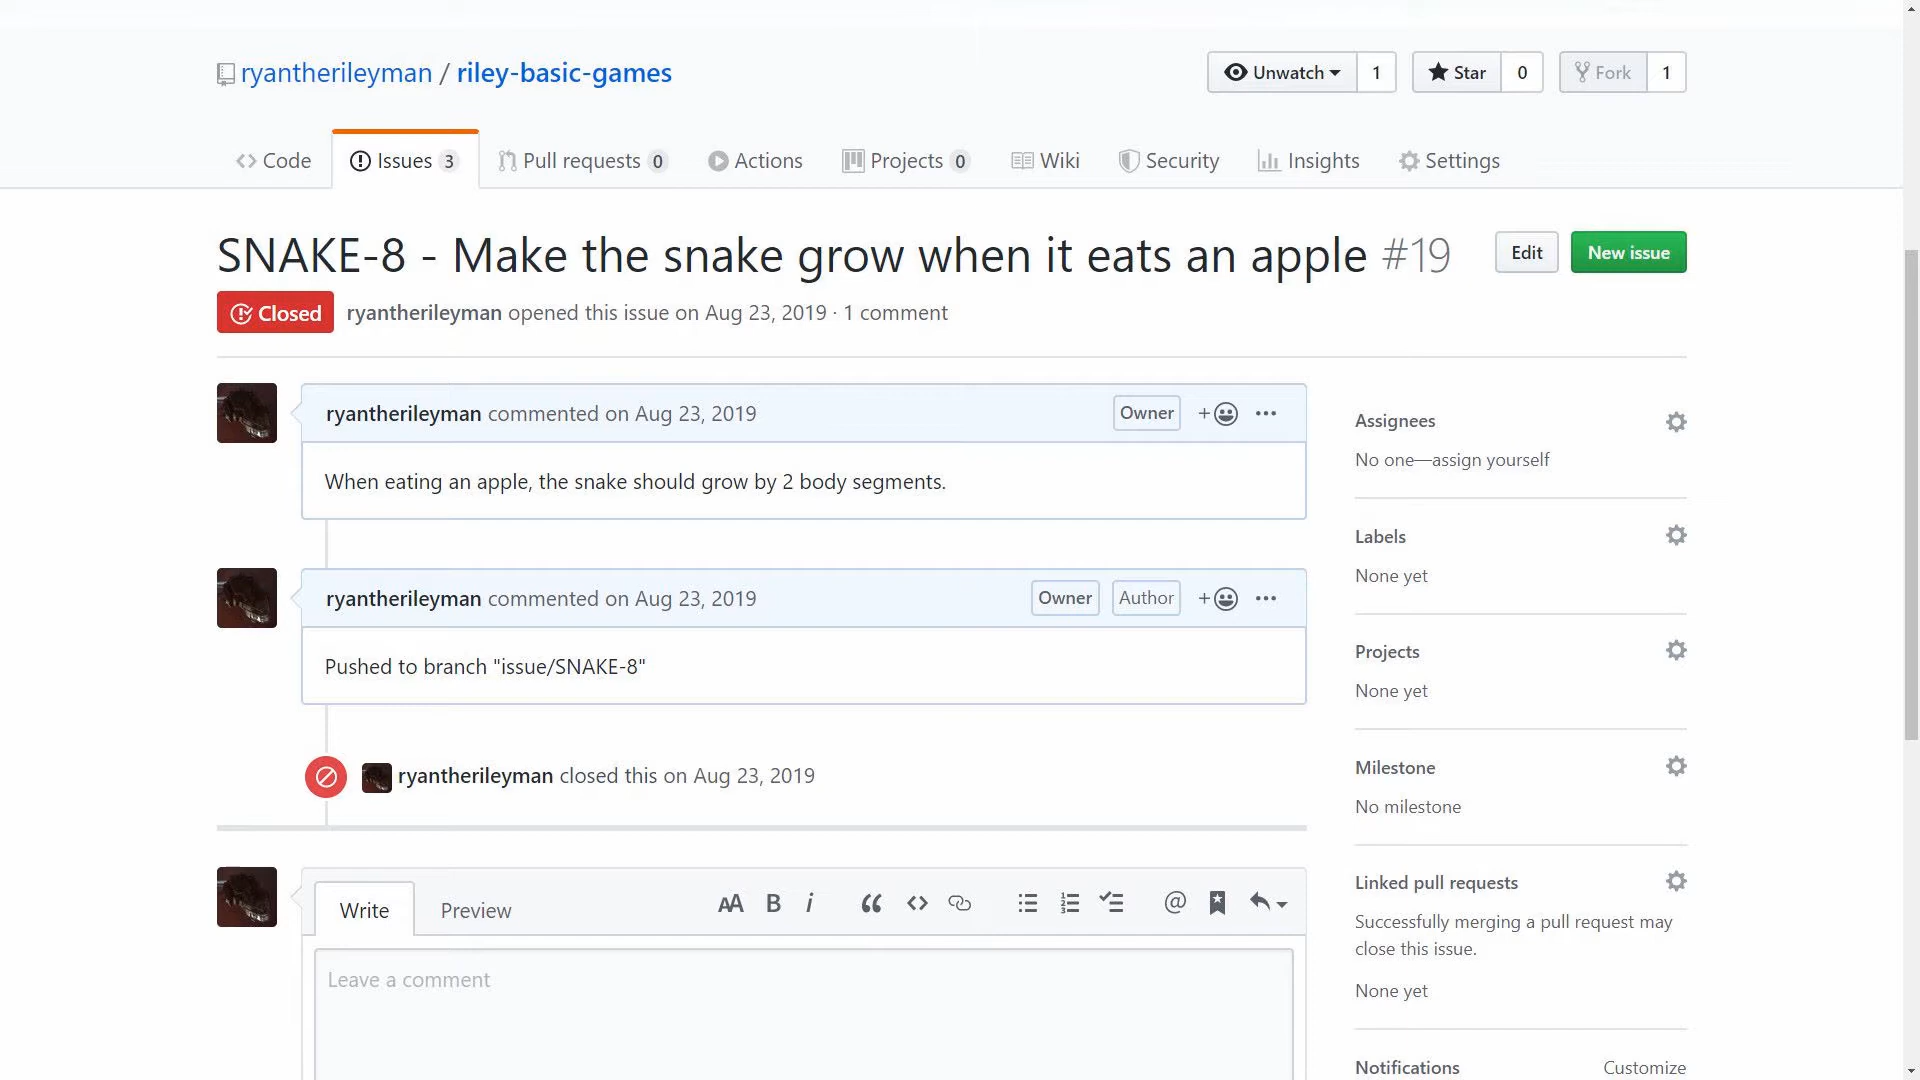 ryantherileyman / riley-basic-games
Unwatch 1
Star 0
Fork 1
Code
Issues 3
Pull requests 0
Actions
Projects 0
Wiki
Security
Insights
Settings
SNAKE-8 - Make the snake grow when it eats an apple #19
Edit
New issue
Closed
ryantherileyman opened this issue on Aug 23, 2019 · 1 comment
ryantherileyman commented on Aug 23, 2019
Owner
When eating an apple, the snake should grow by 2 body segments.
ryantherileyman commented on Aug 23, 2019
Owner
Author
Pushed to branch "issue/SNAKE-8"
ryantherileyman closed this on Aug 23, 2019
Write
Preview
Leave a comment
Assignees
No one—assign yourself
Labels
None yet
Projects
None yet
Milestone
No milestone
Linked pull requests
Successfully merging a pull request may
close this issue.
None yet
Notifications
Customize